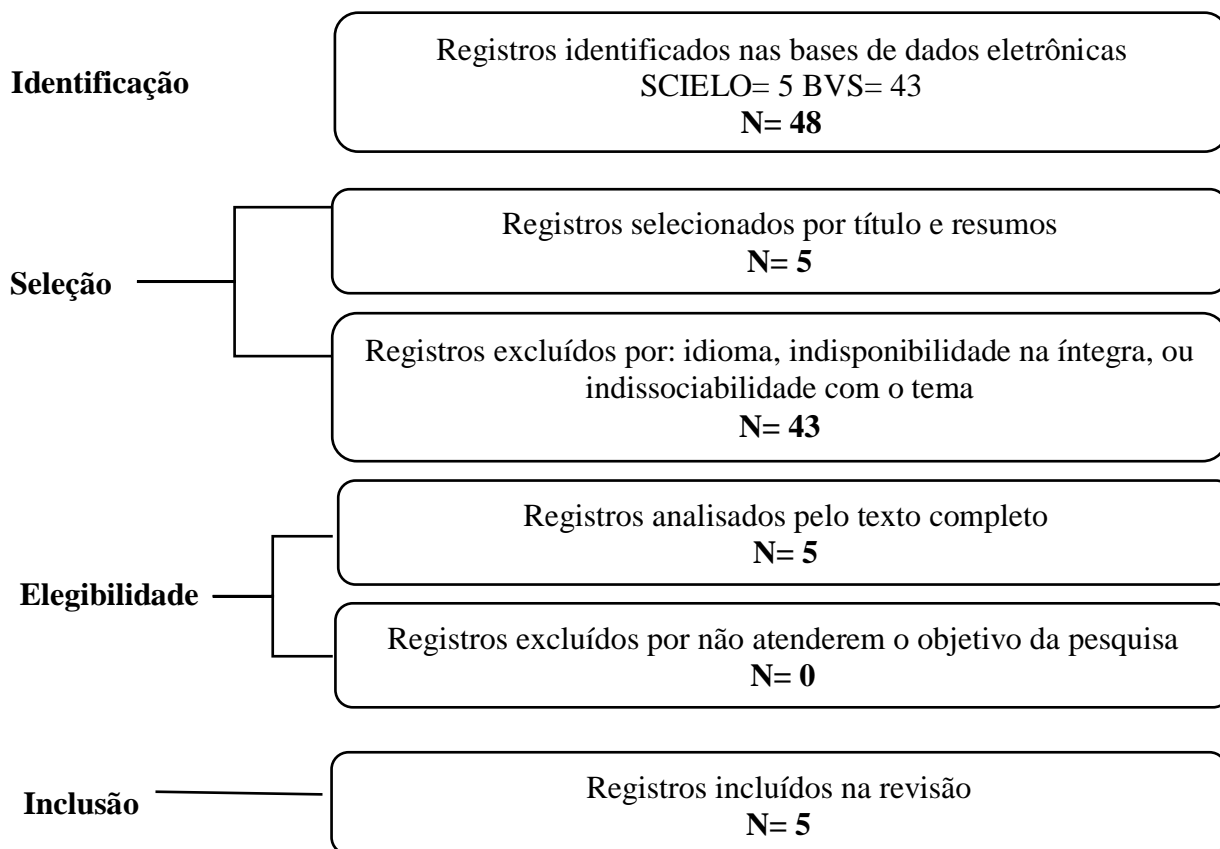 Identificação
Registros identificados nas bases de dados eletrônicas
SCIELO= 5 BVS= 43
N= 48
Seleção
Registros selecionados por título e resumos
N= 5
Registros excluídos por: idioma, indisponibilidade na íntegra, ou
indissociabilidade com o tema
N= 43
Elegibilidade
Registros analisados pelo texto completo
N= 5
Registros excluídos por não atenderem o objetivo da pesquisa
N= 0
Inclusão
Registros incluídos na revisão
N= 5